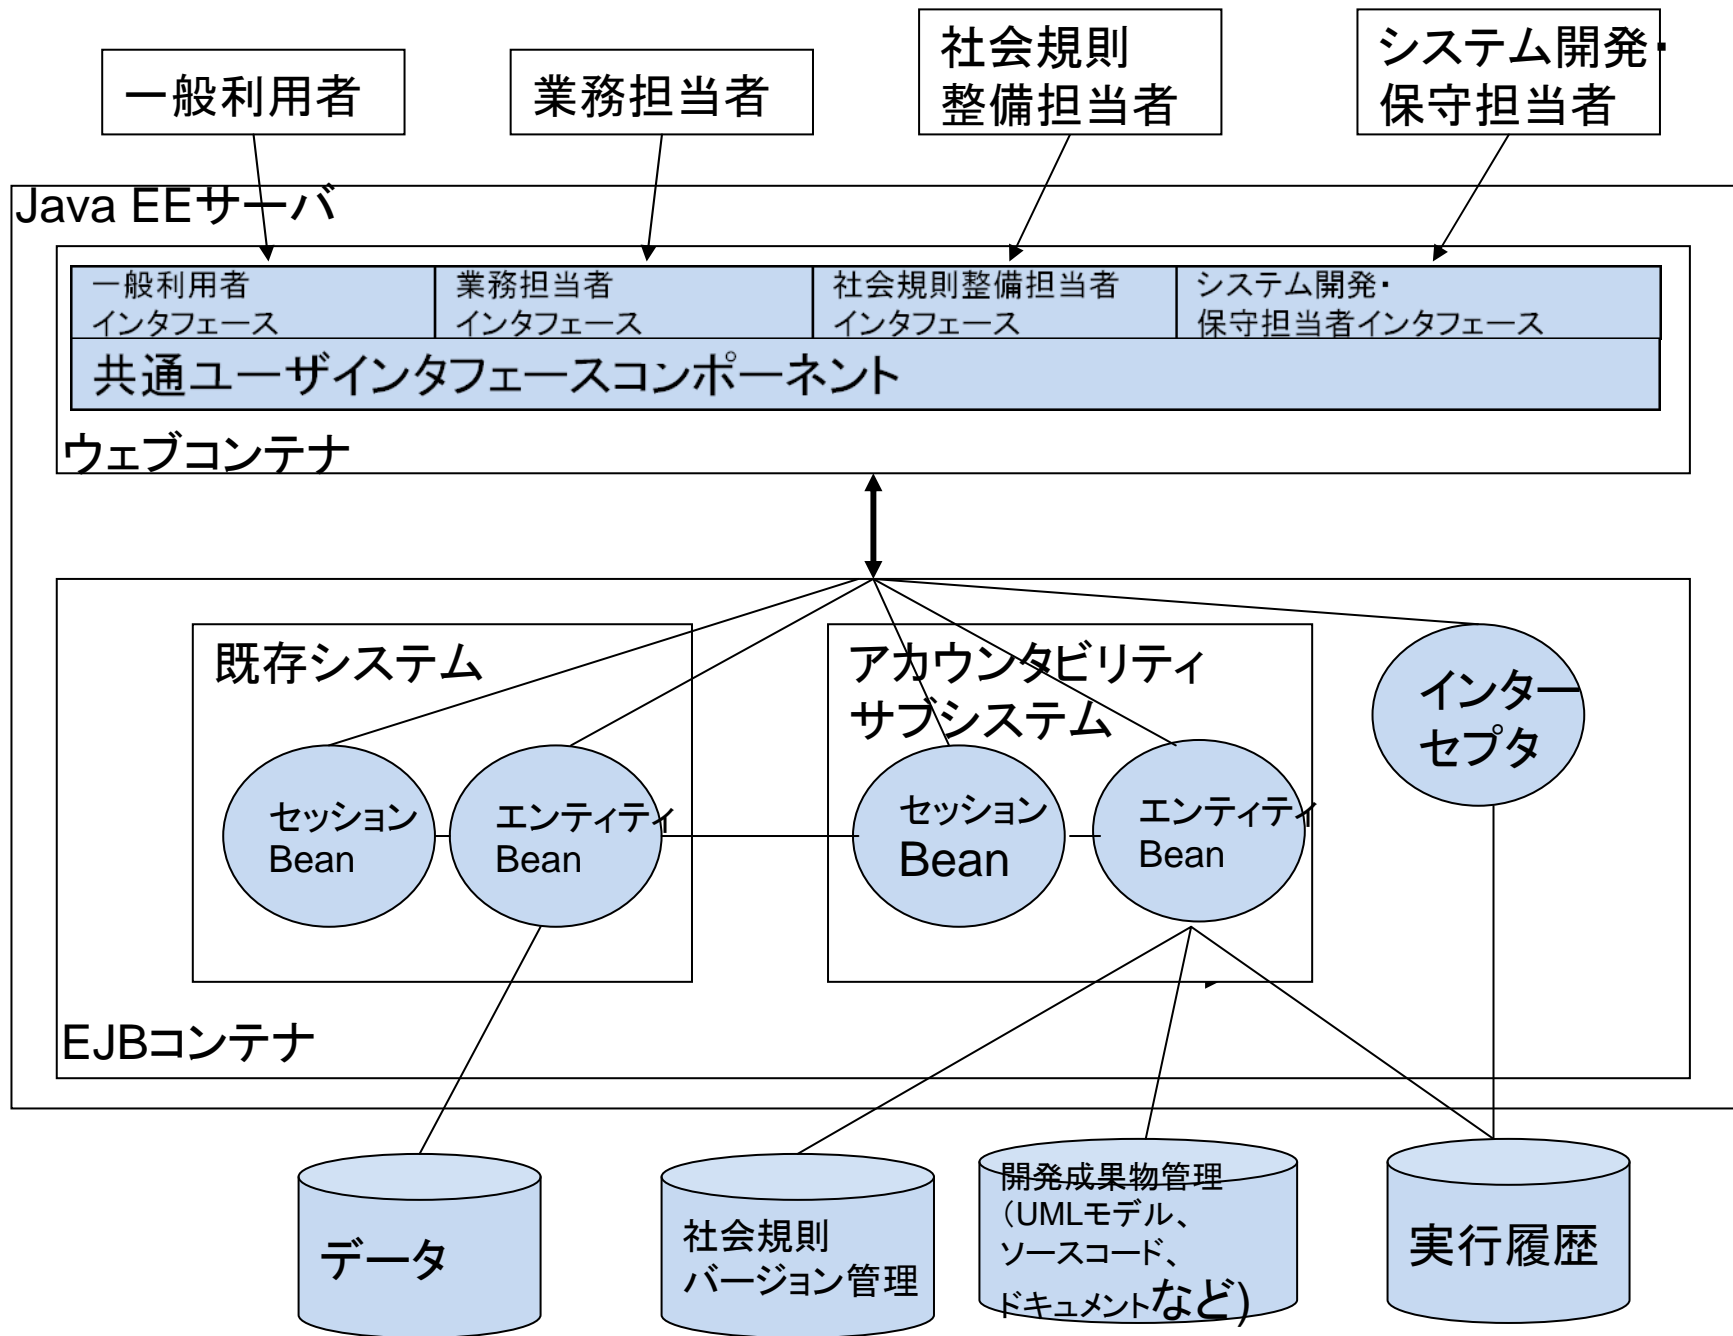 一般利用者
業務担当者
社会規則
整備担当者
システム開発・
保守担当者
Java EEサーバ
一般利用者
インタフェース
業務担当者
インタフェース
社会規則整備担当者
インタフェース
システム開発・
保守担当者インタフェース
共通ユーザインタフェースコンポーネント
ウェブコンテナ
既存システム
アカウンタビリティ
サブシステム
インター
セプタ
セッション
Bean
エンティティ
Bean
セッション
Bean
エンティティ
Bean
EJBコンテナ
データ
社会規則
バージョン管理
開発成果物管理
（UMLモデル、
ソースコード、
ドキュメントなど)
実行履歴